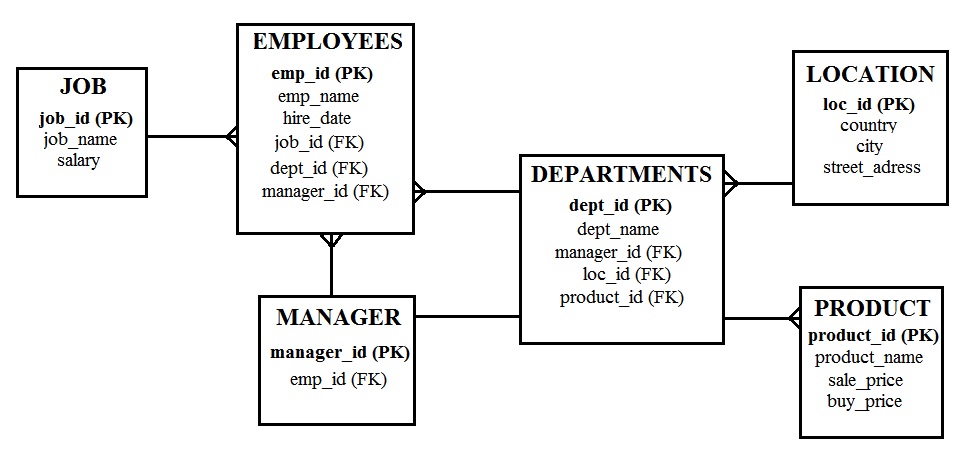 JOB
job_id (PK)
job_name
salary
EMPLOYEES
emp_id (PK)
emp_name
hire_date
job_id (FK)
dept_id (FK)
manager_id (FK)
MANAGER
manager_id (PK)
emp_id (FK)
DEPARTMENTS
dept_id (PK)
dept_name
manager_id (FK)
loc_id (FK)
product_id (FK)
LOCATION
loc_id (PK)
country
city
street_adress
PRODUCT
product_id (PK)
product_name
sale_price
buy_price